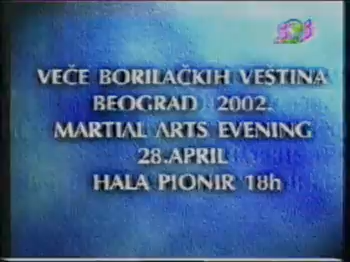 VEČE BORILAČKIH VEŠTINA
BEOGRAD 2002.
MARTIAL ARTS EVENING
28.APRIL
HALA PIONIR 18h